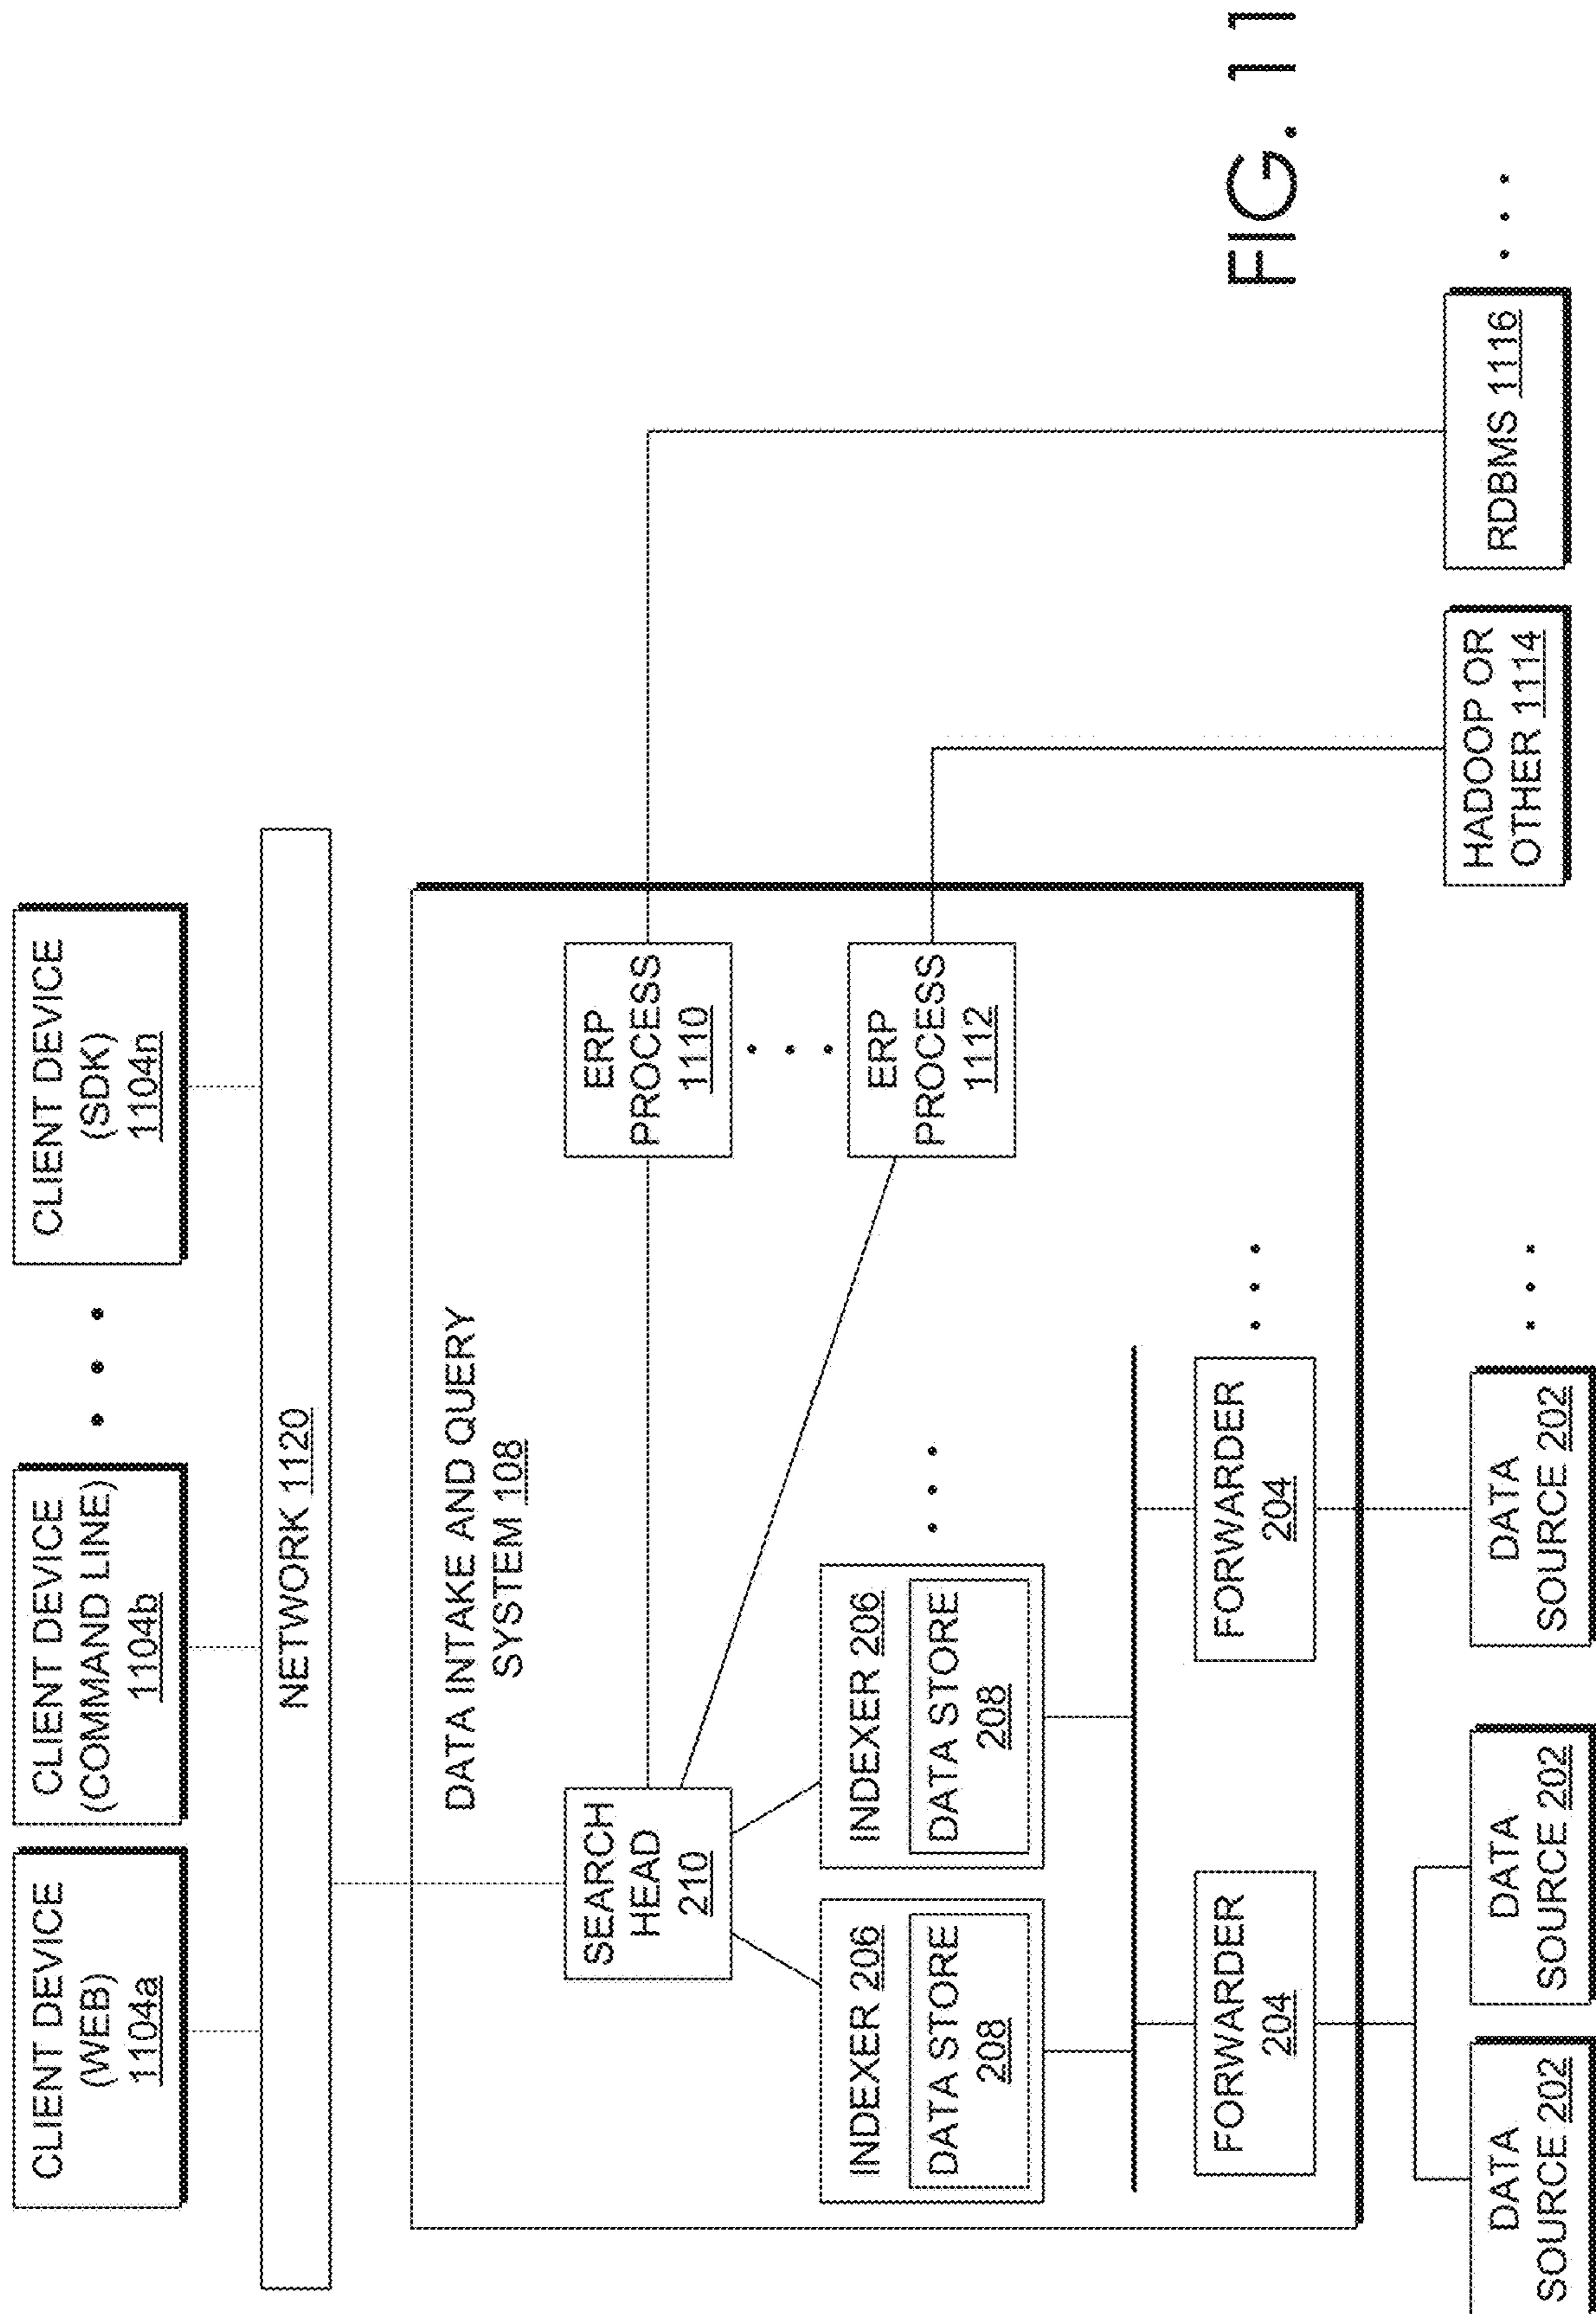 CLIENT DEVICE
(WEB)
1104a
CLIENT DEVICE
(COMMAND LINE)
1104b
CLIENT DEVICE
(SDK)
1104n
NETWORK 1120
DATA INTAKE AND QUERY
SYSTEM 108
SEARCH
HEAD
210
ERP
PROCESS
1110
ERP
PROCESS
1112
INDEXER 206
DATA STORE
208
INDEXER 206
DATA STORE
208
FORWARDER
204
FORWARDER
204
DATA
SOURCE 202
DATA
SOURCE 202
DATA
SOURCE 202
HADOOP OR
OTHER 1114
RDBMS 1116
FIG. 11